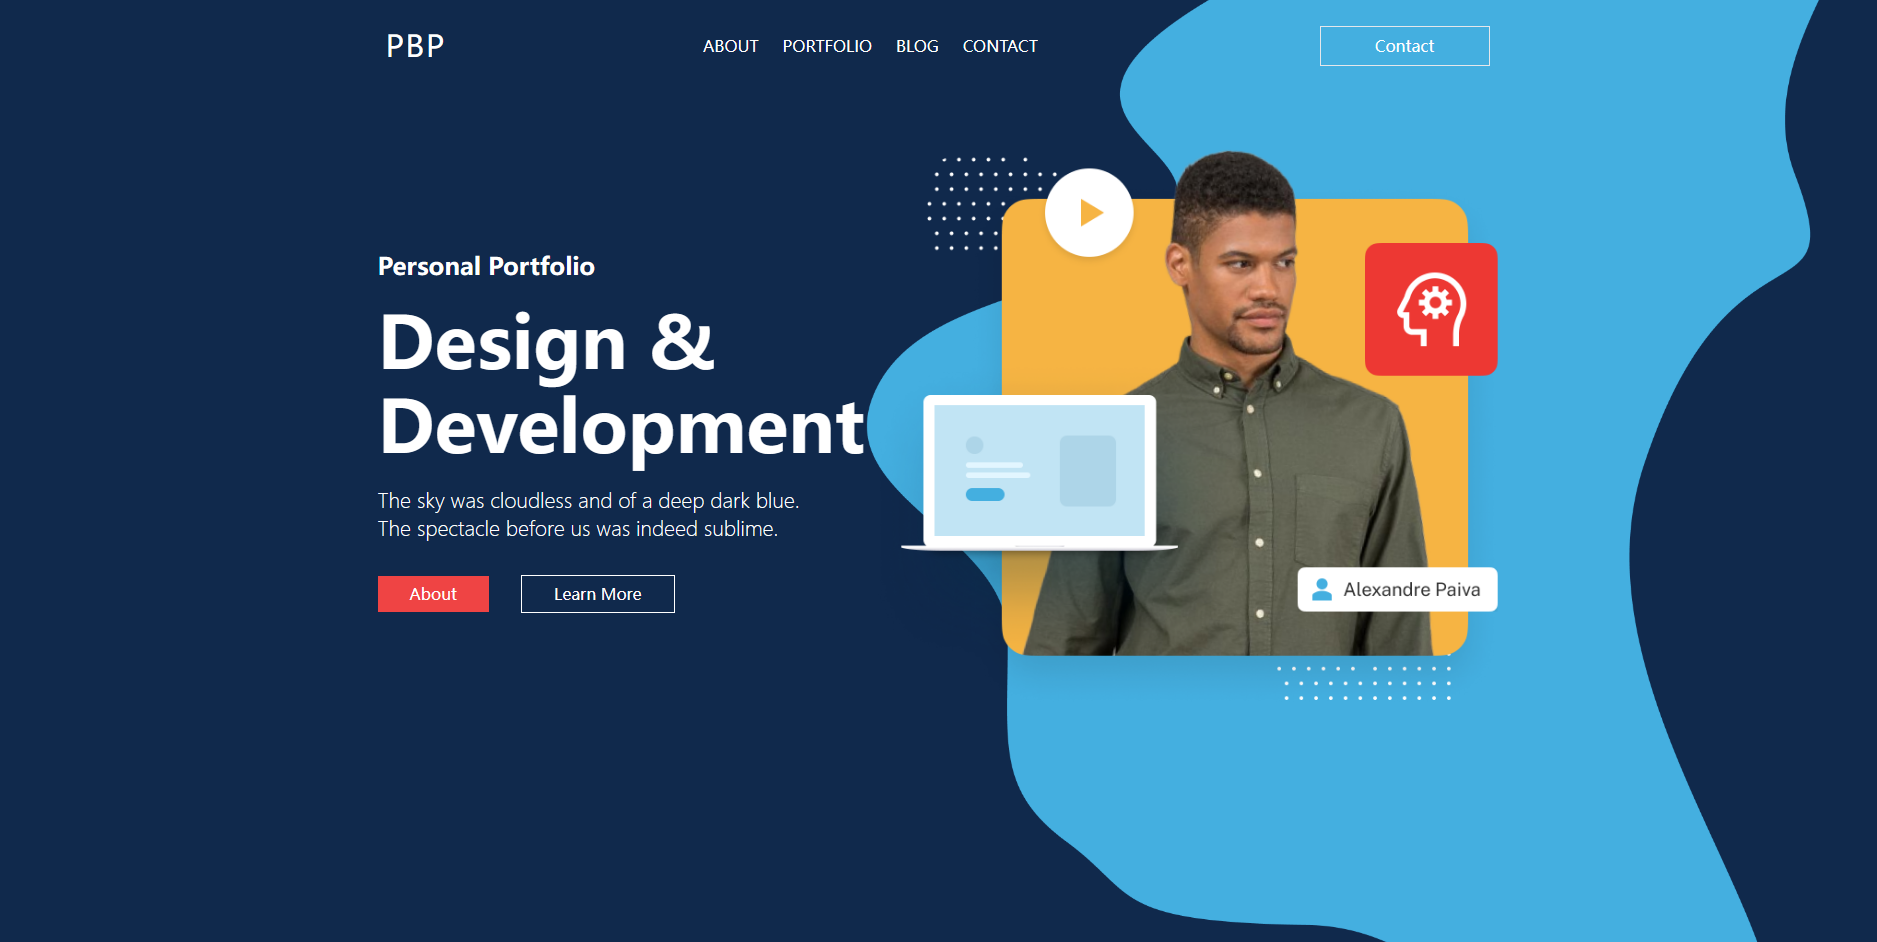 PBP
ABOUT PORTFOLIO BLOG CONTACT
Contact
Personal Portfolio
Design &
Development
The sky was cloudless and of a deep dark blue.
The spectacle before us was indeed sublime.
About
Learn More
Alexandre Paiva